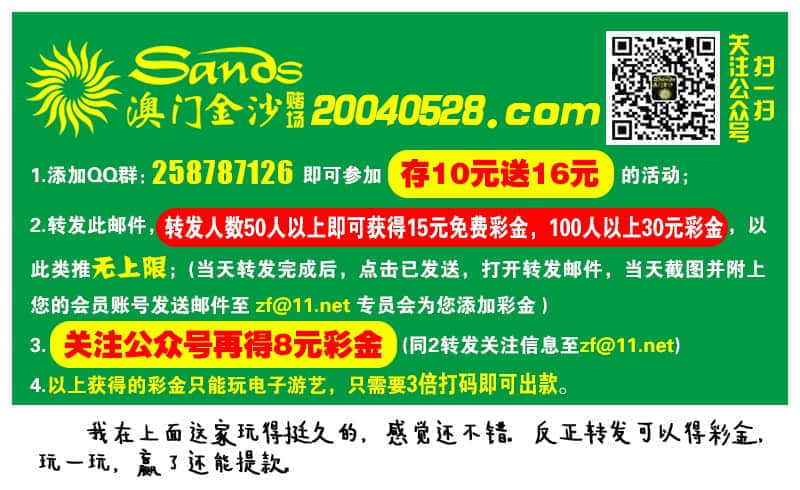 Sands
澳门金沙赌场 20040528.com
扫一扫
关注公众号
1.添加QQ群: 258787126 即可参加 存10元送16元 的活动;
2.转发此邮件, 转发人数50人以上即可获得15元免费彩金, 100人以上30元彩金, 以
此类推无上限; (当天转发完成后, 点击已发送, 打开转发邮件, 当天截图并附上
您的会员账号发送邮件至 zf@11.net 专员会为您添加彩金 )
3. 关注公众号再得8元彩金 (同2转发关注信息至zf@11.net)
4.以上获得的彩金只能玩电子游艺, 只需要3倍打码即可出款。
我在上面这家玩得挺久的, 感觉还不错. 反正转发可以得彩金,
玩一玩, 赢了还能提款.